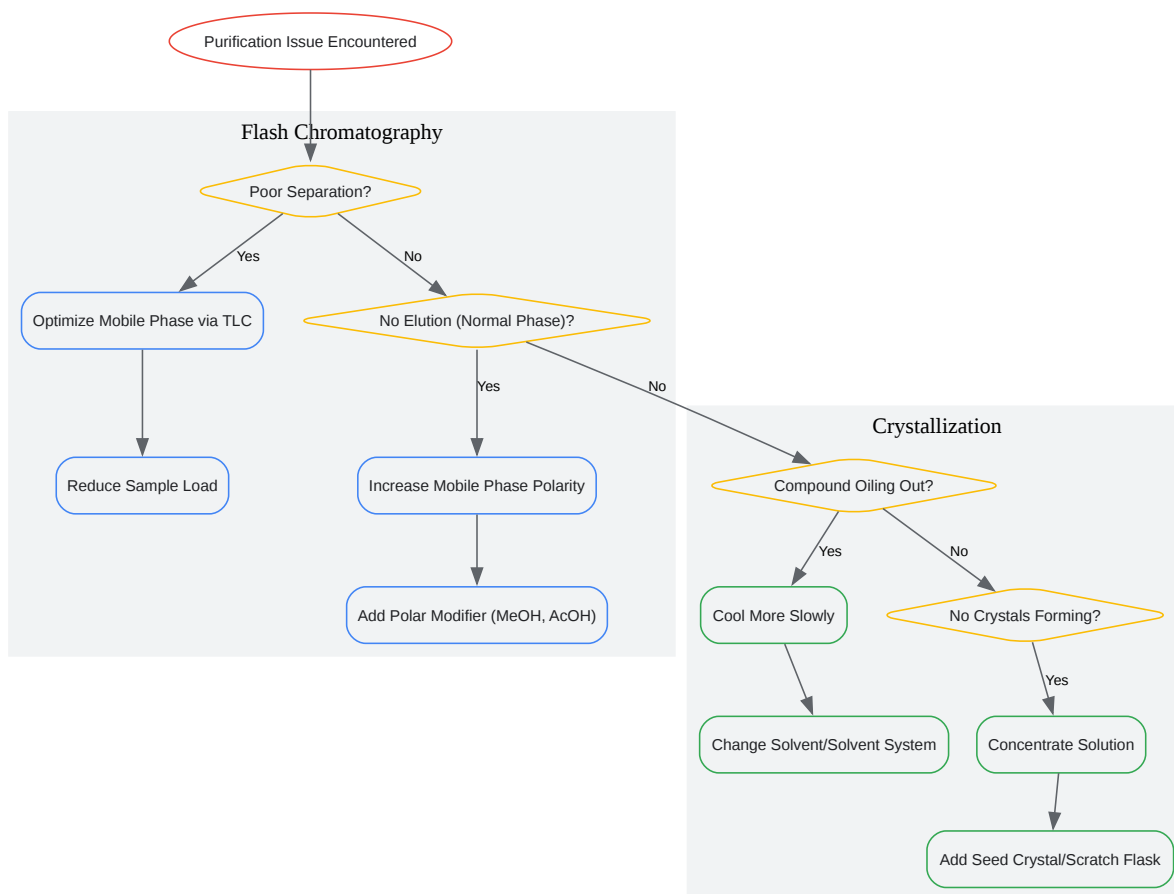 Purification Issue Encountered
Flash Chromatography
Poor Separation?
Yes
No
Optimize Mobile Phase via TLC
No Elution (Normal Phase)?
Yes
No
Crystallization
Reduce Sample Load
Increase Mobile Phase Polarity
Compound Oiling Out?
Yes
No
Add Polar Modifier (MeOH, AcOH)
Cool More Slowly
No Crystals Forming?
Yes
Change Solvent/Solvent System
Concentrate Solution
Add Seed Crystal/Scratch Flask